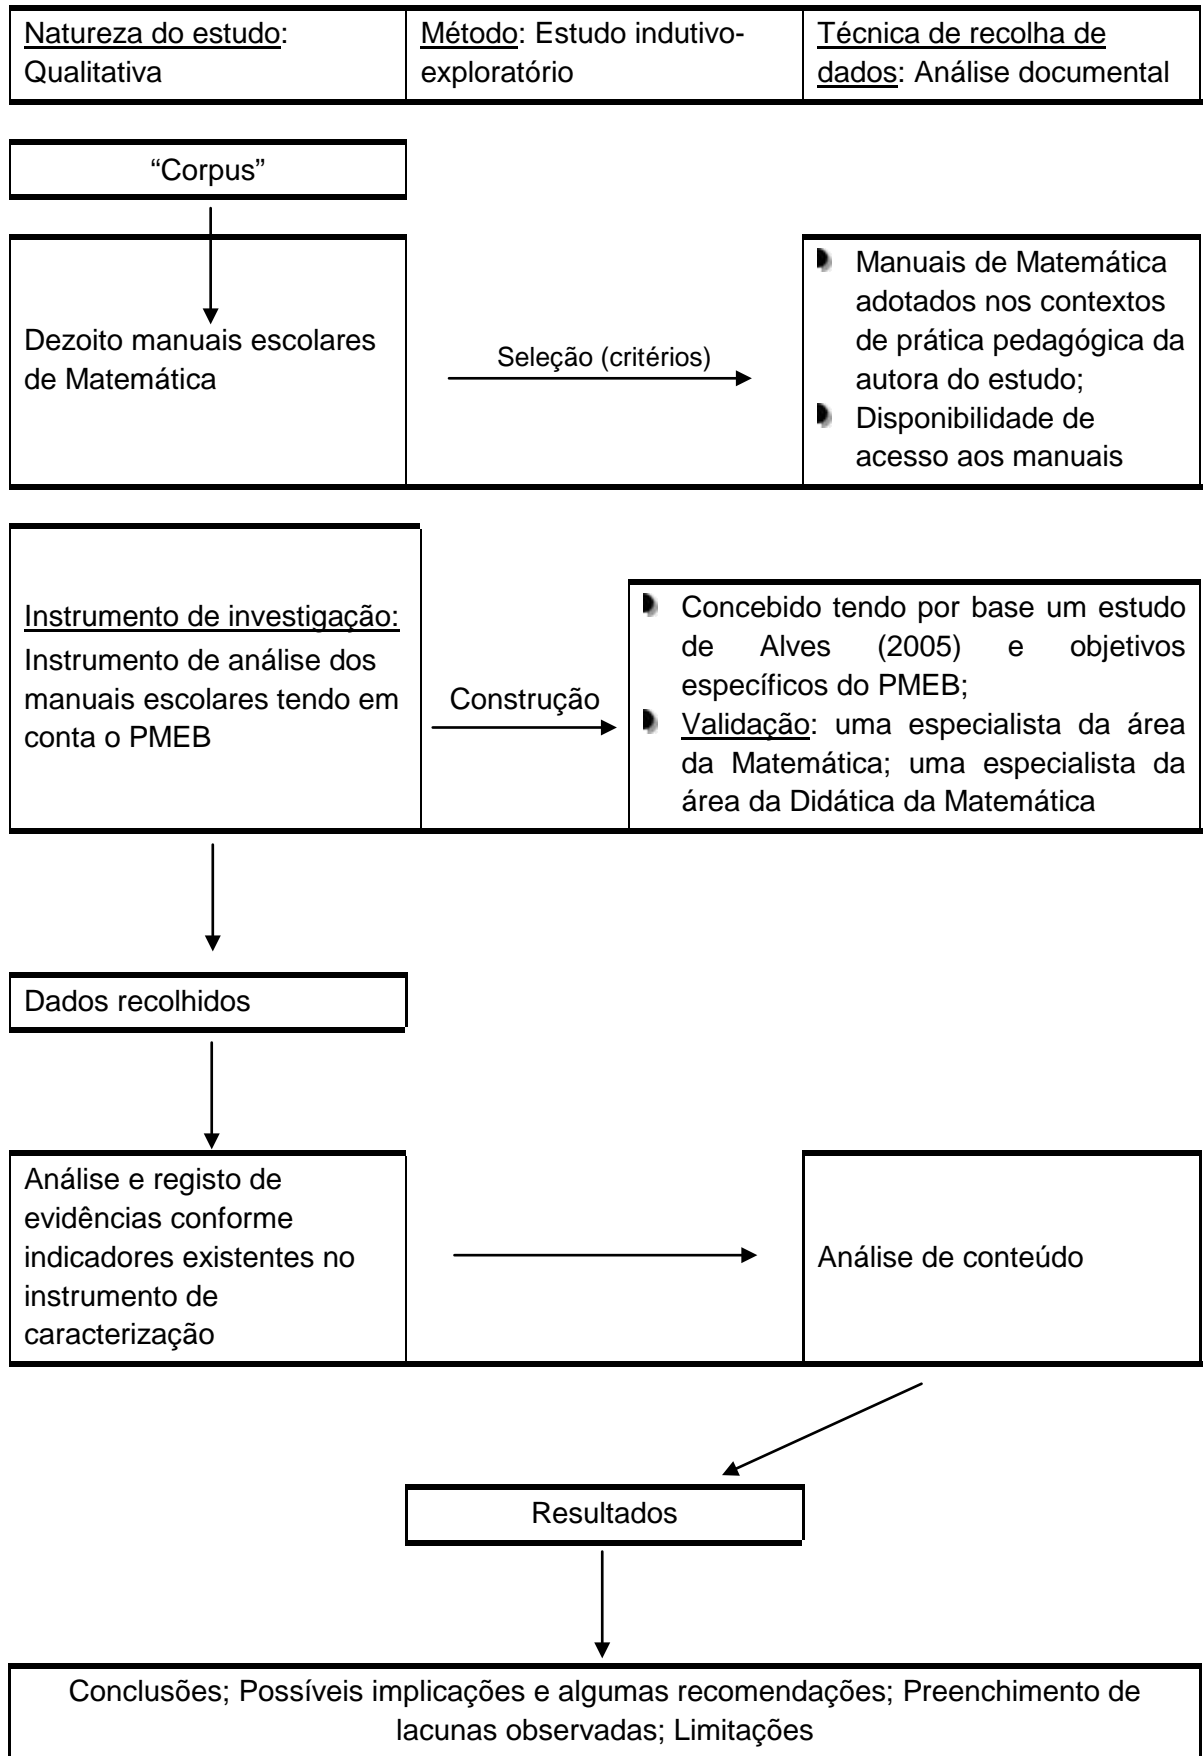 Natureza do estudo:
Qualitativa
Método: Estudo indutivo-
exploratório
Técnica de recolha de
dados: Análise documental
“Corpus”
Dezoito manuais escolares
de Matemática
Seleção (critérios)
Manuais de Matemática
adotados nos contextos
de prática pedagógica da
autora do estudo;
Disponibilidade de
acesso aos manuais
Instrumento de investigação:
Instrumento de análise dos
manuais escolares tendo em
conta o PMEB
Construção
Concebido tendo por base um estudo
de Alves (2005) e objetivos
específicos do PMEB;
Validação: uma especialista da área
da Matemática; uma especialista da
área da Didática da Matemática
Dados recolhidos
Análise e registo de
evidências conforme
indicadores existentes no
instrumento de
caracterização
Análise de conteúdo
Resultados
Conclusões; Possíveis implicações e algumas recomendações; Preenchimento de
lacunas observadas; Limitações